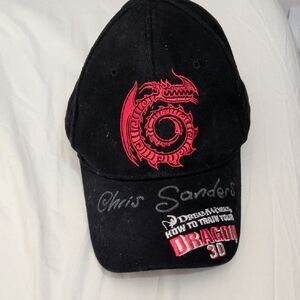 Chris Sanders
DREAMWORKS
HOW TO TRAIN YOUR
DRAGON
3D